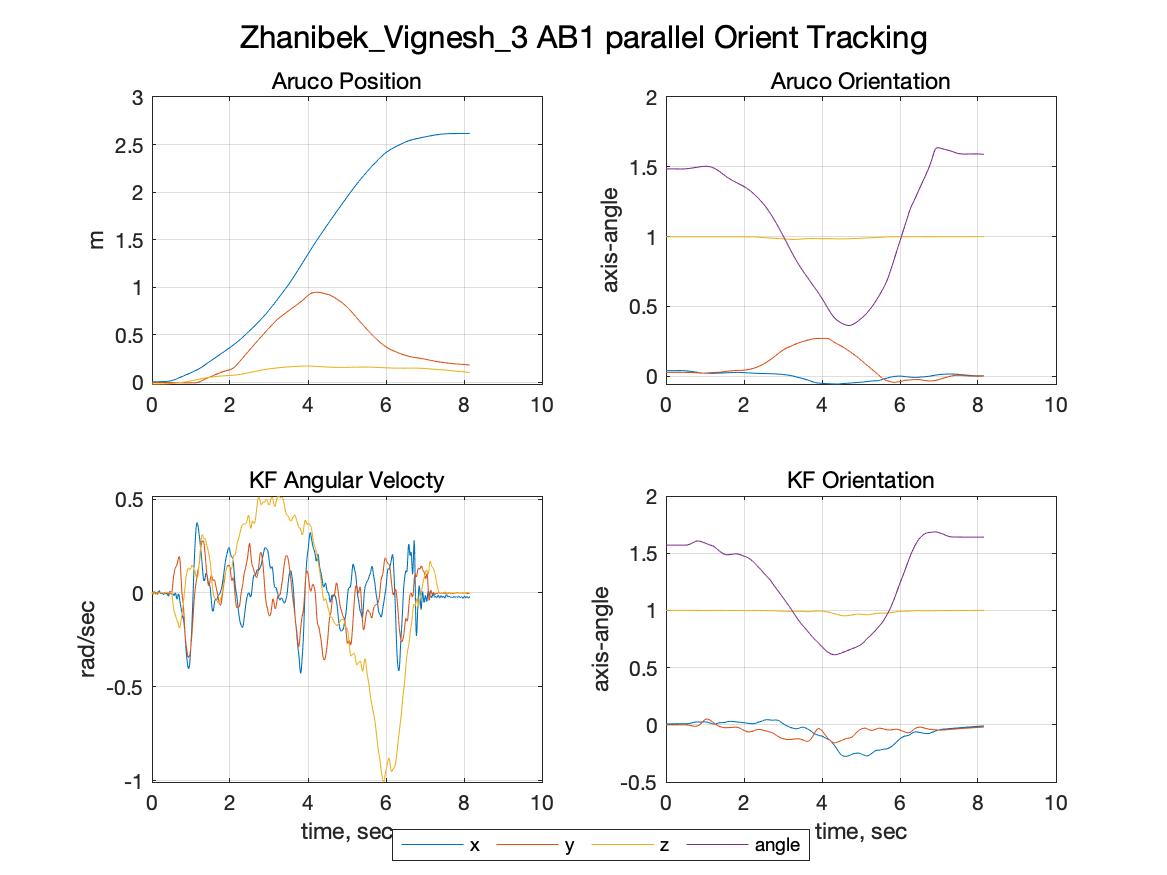 Zhanibek_Vignesh_3 AB1 parallel Orient Tracking
Aruco Position
3
2.5
2
1.5
1
0.5
0
m
0 2 4 6 8 10
Aruco Orientation
2
1.5
1
0.5
0
axis-angle
0 2 4 6 8 10
KF Angular Velocty
0.5
0
-0.5
-1
rad/sec
0 2 4 6 8 10
time, sec
KF Orientation
2
1.5
1
0.5
0
-0.5
axis-angle
0 2 4 6 8 10
time, sec
x y z angle